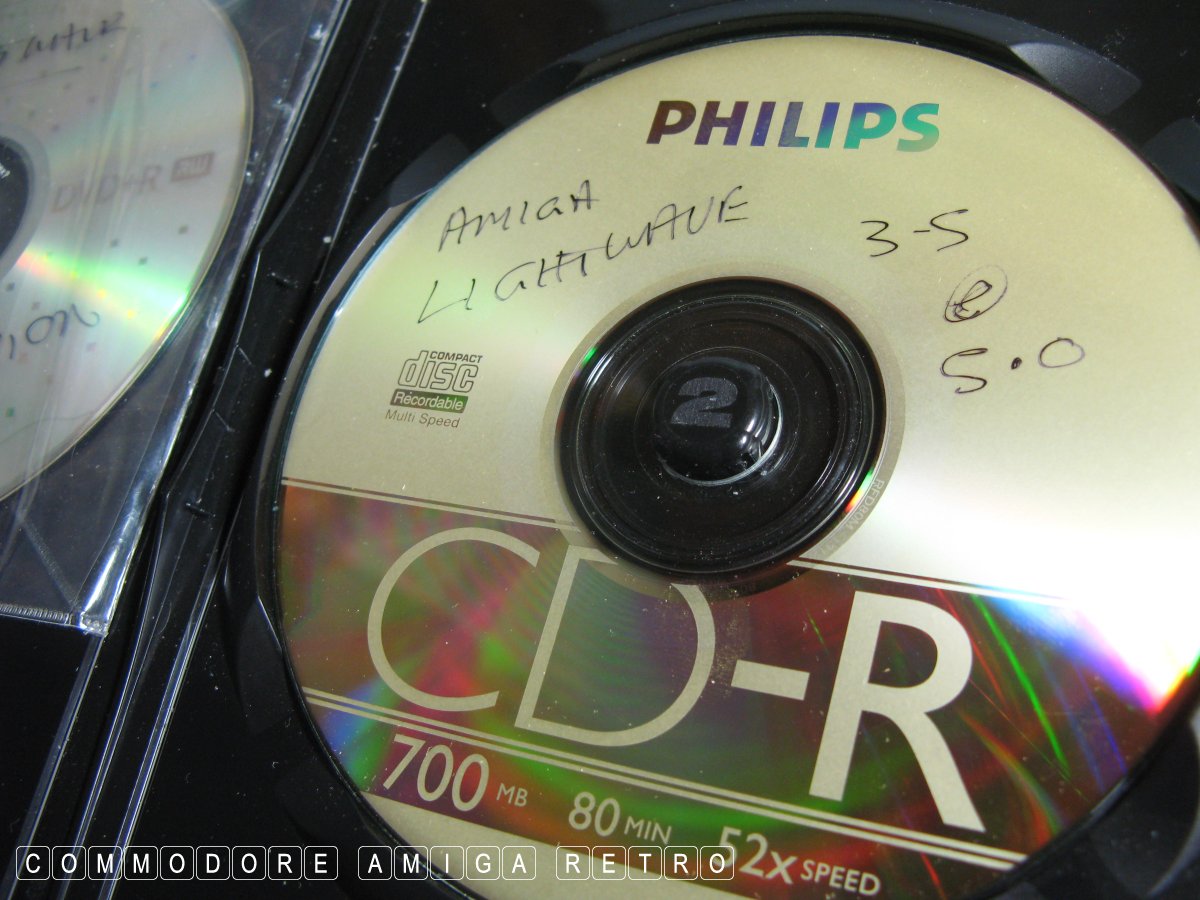 PHILIPS
AMIGA
LIGHTWAVE
3-5
e
5.0
COMPACT
disc
Recordable
Multi Speed
2
CD-R
700 MB 80 MIN 52x SPEED
DVD+R
COMMODORE AMIGA RETRO